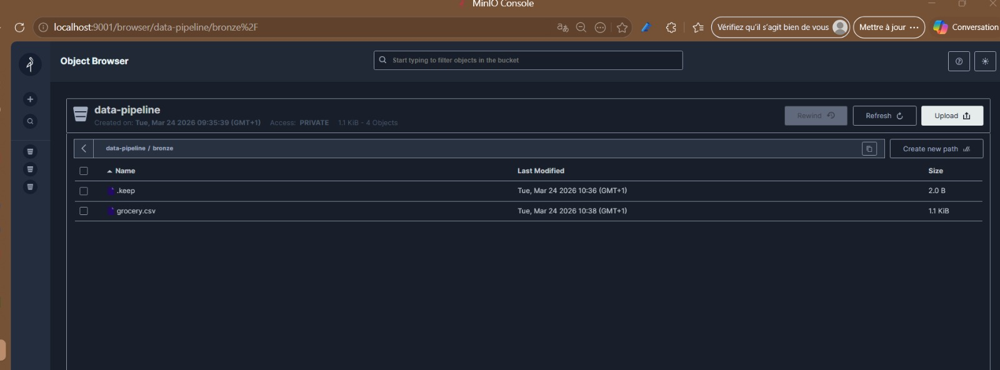 MinIO Console
localhost:9001/browser/data-pipeline/bronze%2F
Vérifiez qu'il s'agit bien de vous
Mettre à jour
Conversation
Object Browser
Start typing to filter objects in the bucket
data-pipeline
Created on: Tue, Mar 24 2026 09:35:39 (GMT+1) Access: PRIVATE 1.1 KiB - 4 Objects
Rewind
Refresh
Upload
data-pipeline / bronze
Create new path
Name Last Modified Size
.keep Tue, Mar 24 2026 10:36 (GMT+1) 2.0 B
grocery.csv Tue, Mar 24 2026 10:38 (GMT+1) 1.1 KiB